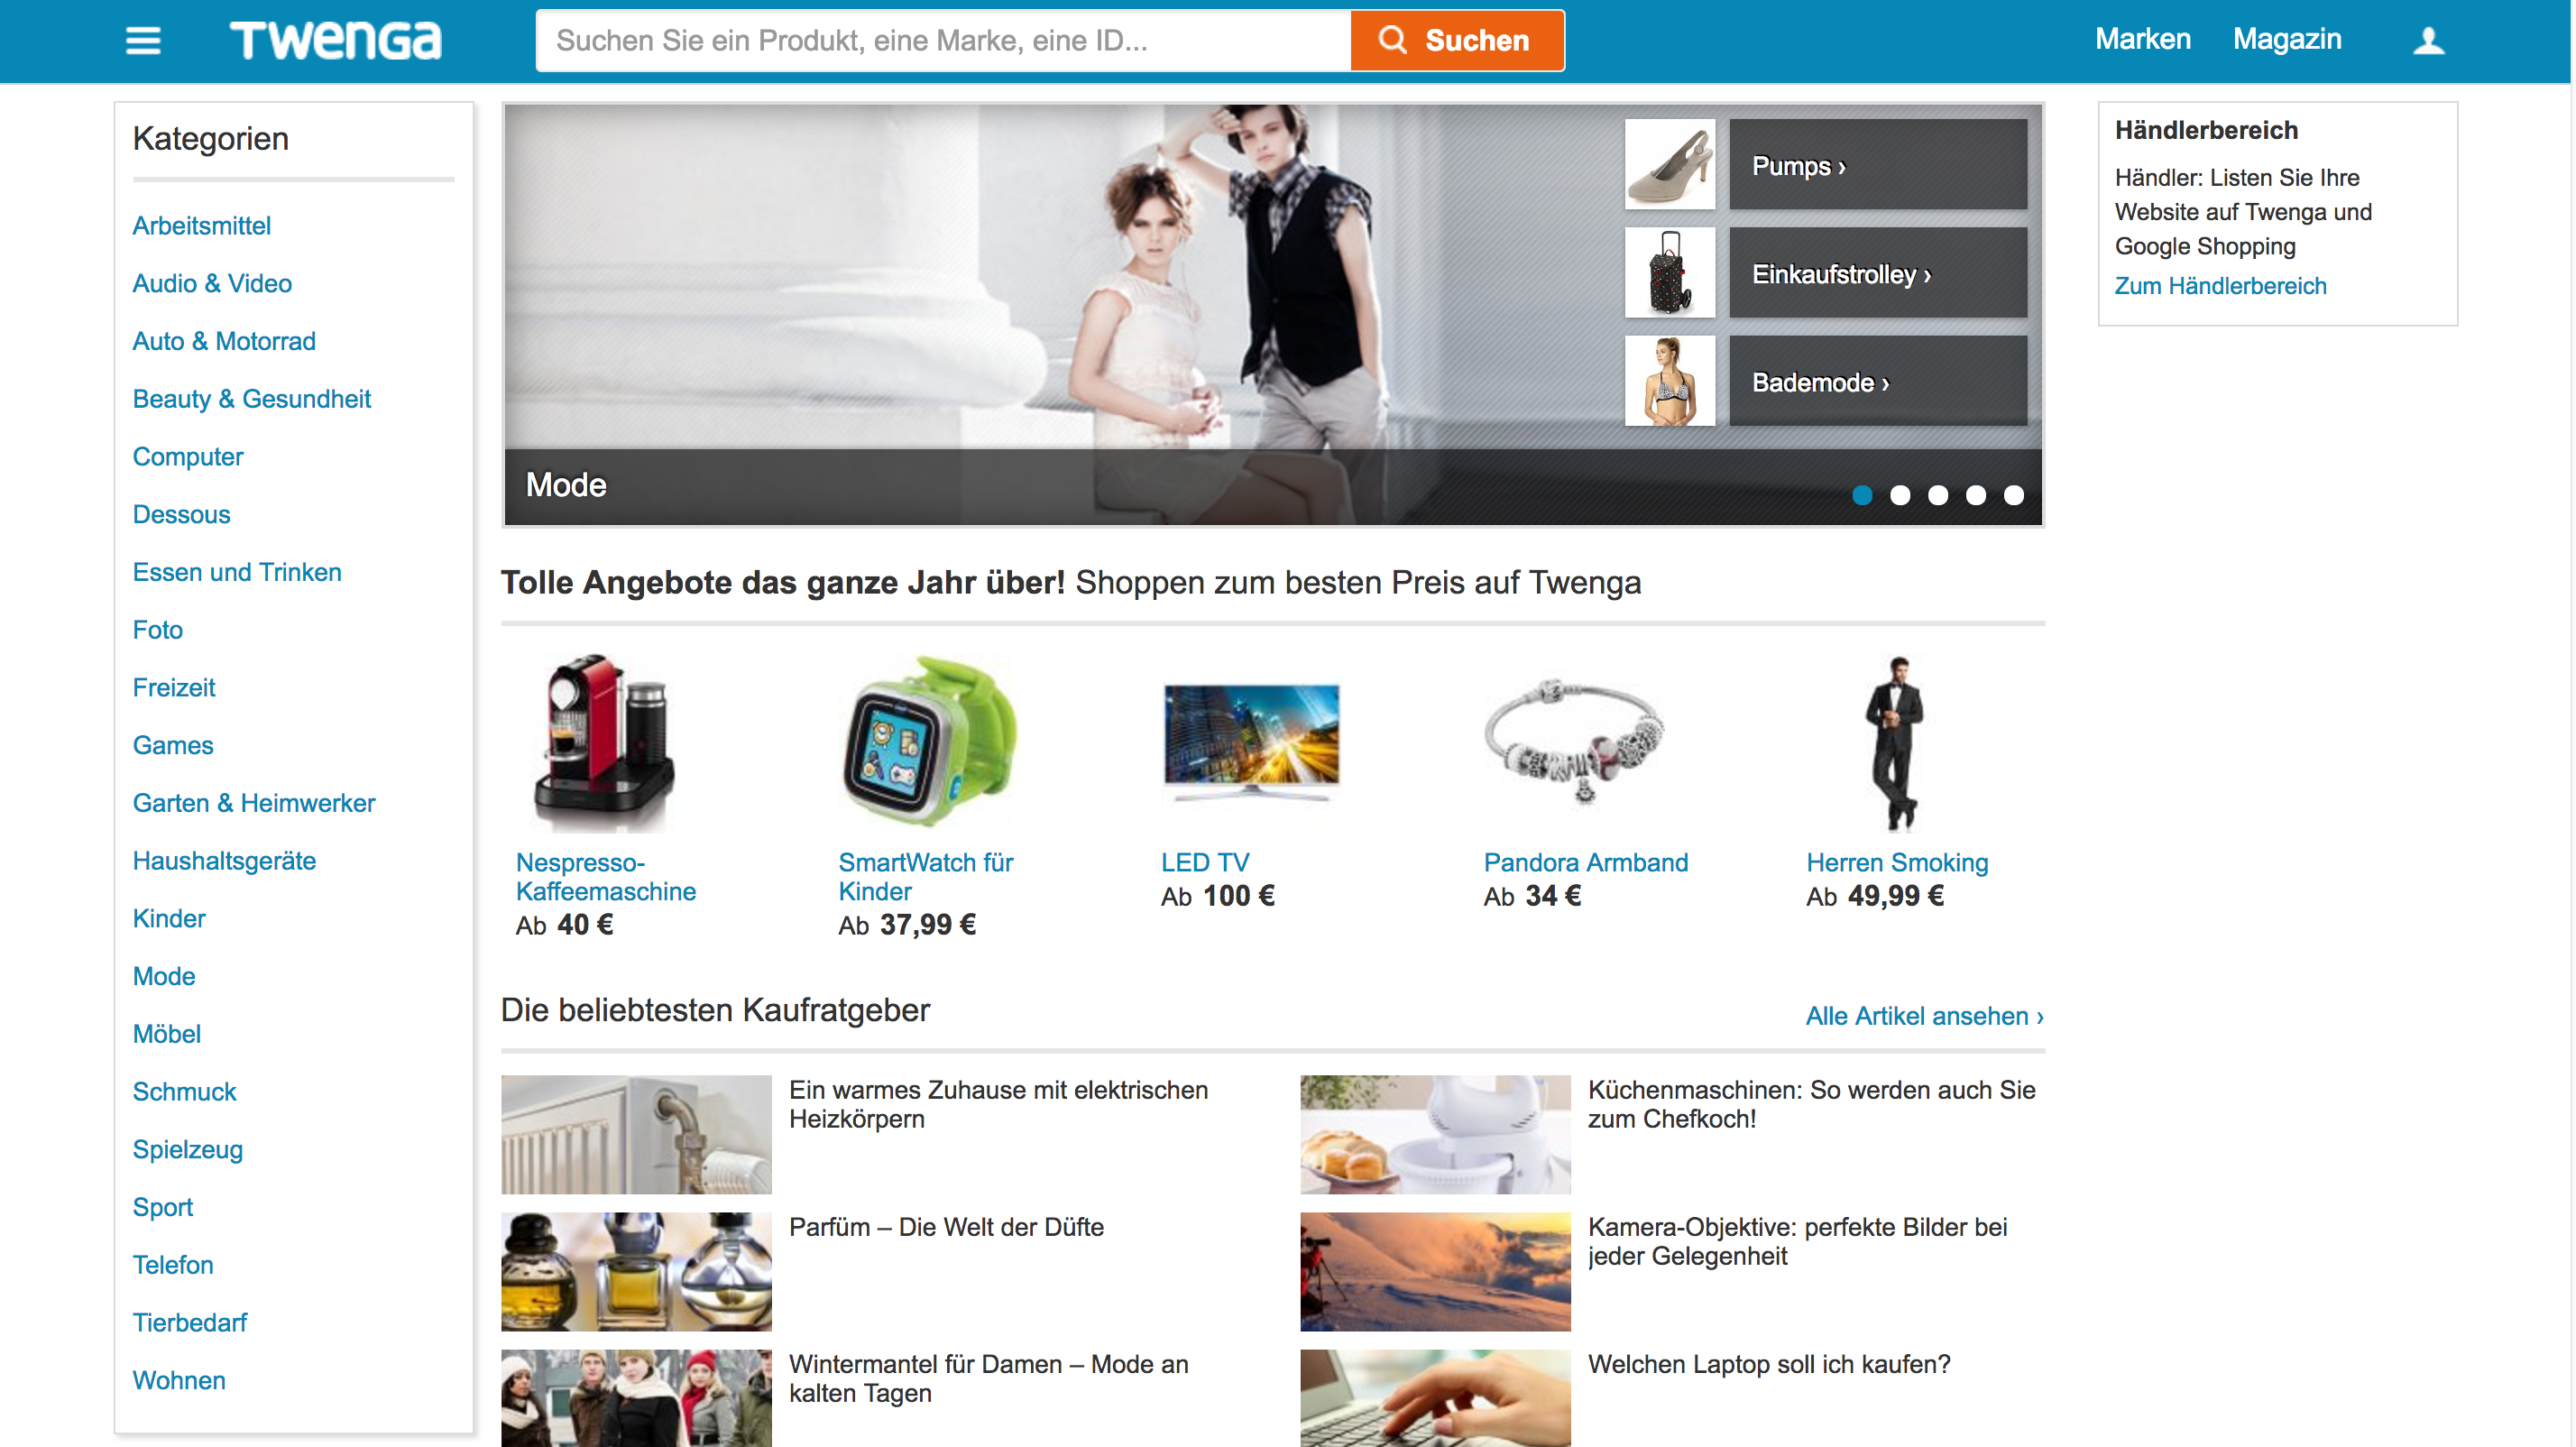 Twenga
Suchen Sie ein Produkt, eine Marke, eine ID...
Suchen
Marken
Magazin
Kategorien
Arbeitsmittel
Audio & Video
Auto & Motorrad
Beauty & Gesundheit
Computer
Dessous
Essen und Trinken
Foto
Freizeit
Games
Garten & Heimwerker
Haushaltsgeräte
Kinder
Mode
Möbel
Schmuck
Spielzeug
Sport
Telefon
Tierbedarf
Wohnen
Pumps ›
Einkaufstrolley ›
Bademode ›
Mode
Tolle Angebote das ganze Jahr über! Shoppen zum besten Preis auf Twenga
Nespresso-
Kaffeemaschine
Ab 40 €
SmartWatch für
Kinder
Ab 37,99 €
LED TV
Ab 100 €
Pandora Armband
Ab 34 €
Herren Smoking
Ab 49,99 €
Die beliebtesten Kaufratgeber
Alle Artikel ansehen ›
Ein warmes Zuhause mit elektrischen
Heizkörpern
Küchenmaschinen: So werden auch Sie
zum Chefkoch!
Parfüm – Die Welt der Düfte
Kamera-Objektive: perfekte Bilder bei
jeder Gelegenheit
Wintermantel für Damen – Mode an
kalten Tagen
Welchen Laptop soll ich kaufen?
Händlerbereich
Händler: Listen Sie Ihre
Website auf Twenga und
Google Shopping
Zum Händlerbereich